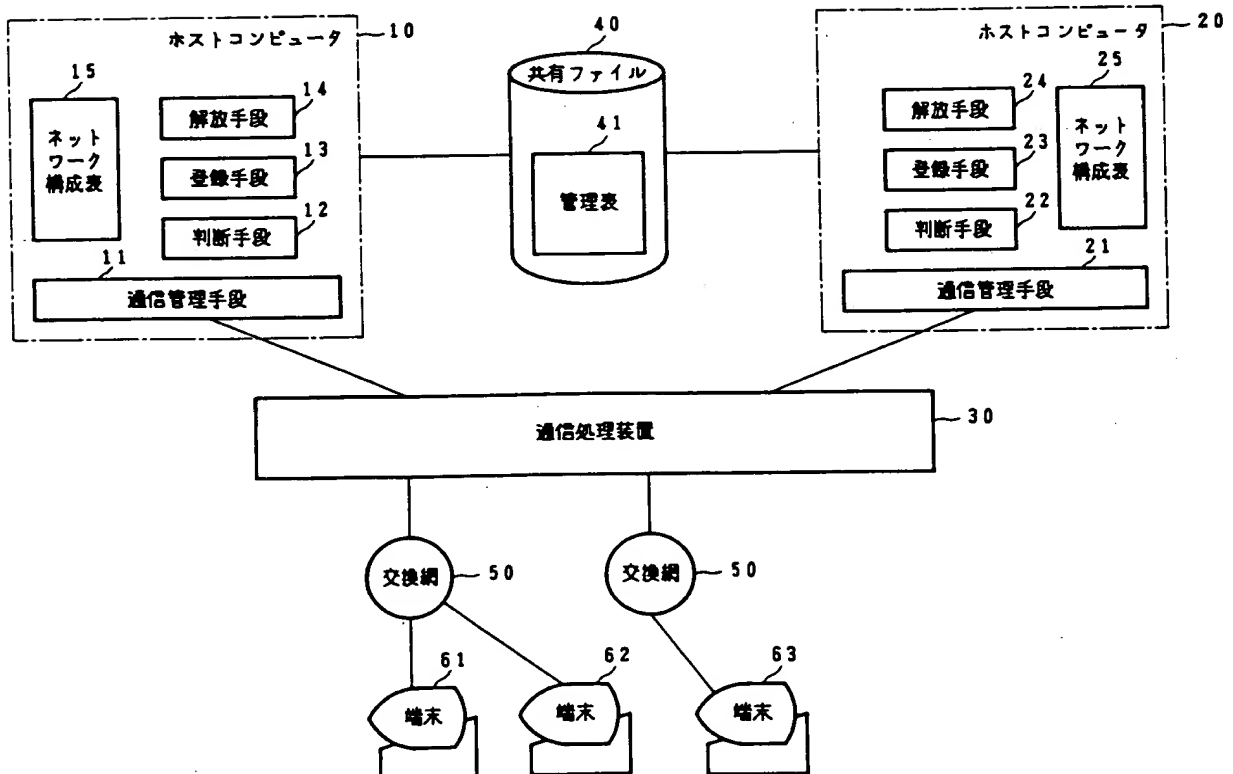 ホストコンピュータ
10
15
ネット
ワーク
構成表
14
解放手段
13
登録手段
12
判断手段
11
通信管理手段
40
共有ファイル
41
管理表
ホストコンピュータ
20
24
解放手段
25
ネット
ワーク
構成表
23
登録手段
22
判断手段
21
通信管理手段
通信処理装置
30
交換網
50
交換網
50
61
端末
62
端末
63
端末